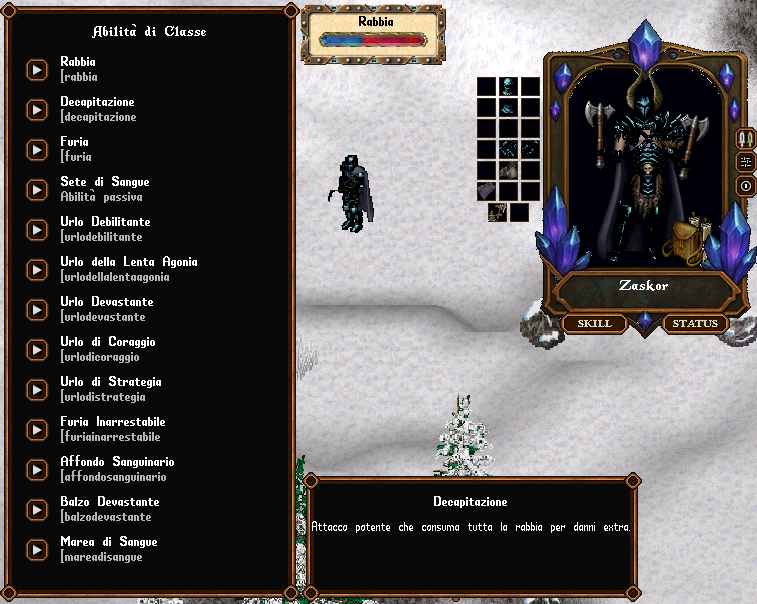 Abilità di Classe
Rabbia
[rabbia
Decapitazione
[decapitazione
Furia
[furia
Sete di Sangue
Abilità passiva
Urlo Debilitante
[urlodebilitante
Urlo della Lenta Agonia
[urlodellalentaagonia
Urlo Devastante
[urlodevastante
Urlo di Coraggio
[urlodicoraggio
Urlo di Strategia
[urlodistrategia
Furia Inarrestabile
[furiainarrestabile
Affondo Sanguinario
[affondosanguinario
Balzo Devastante
[balzodevastante
Marea di Sangue
[mareadisangue
Rabbia
Zaskor
SKILL
STATUS
Decapitazione
Attacco potente che consuma tutta la rabbia per danni extra.